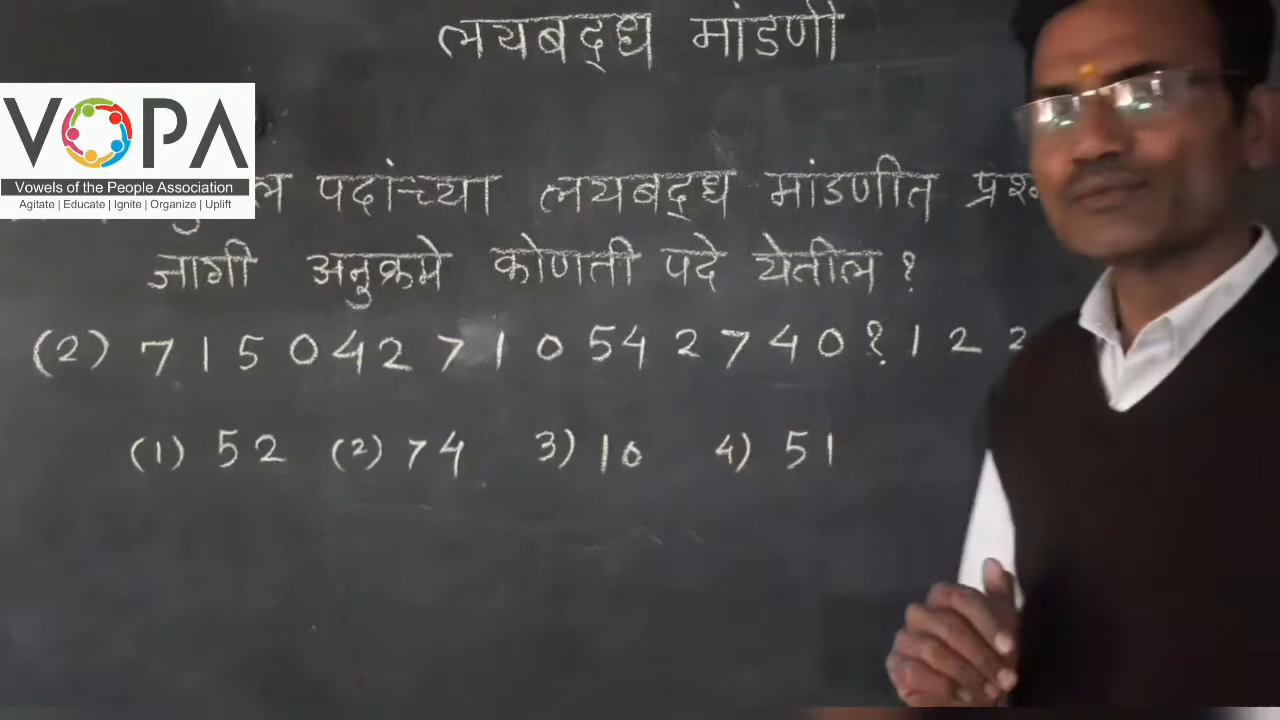 लयबद्ध मांडणी
VOPA
Vowels of the People Association
Agitate | Educate | Ignite | Organize | Uplift
पदांच्या लयबद्ध मांडणीत
जागी अनुक्रमे कोणती पदे येतील ?
(2) 7 1 5 0 4 2 7 1 0 5 4 2 7 4 0 ? 1 2 2
(1) 5 2 (2) 7 4 3) 1 0 4) 5 1